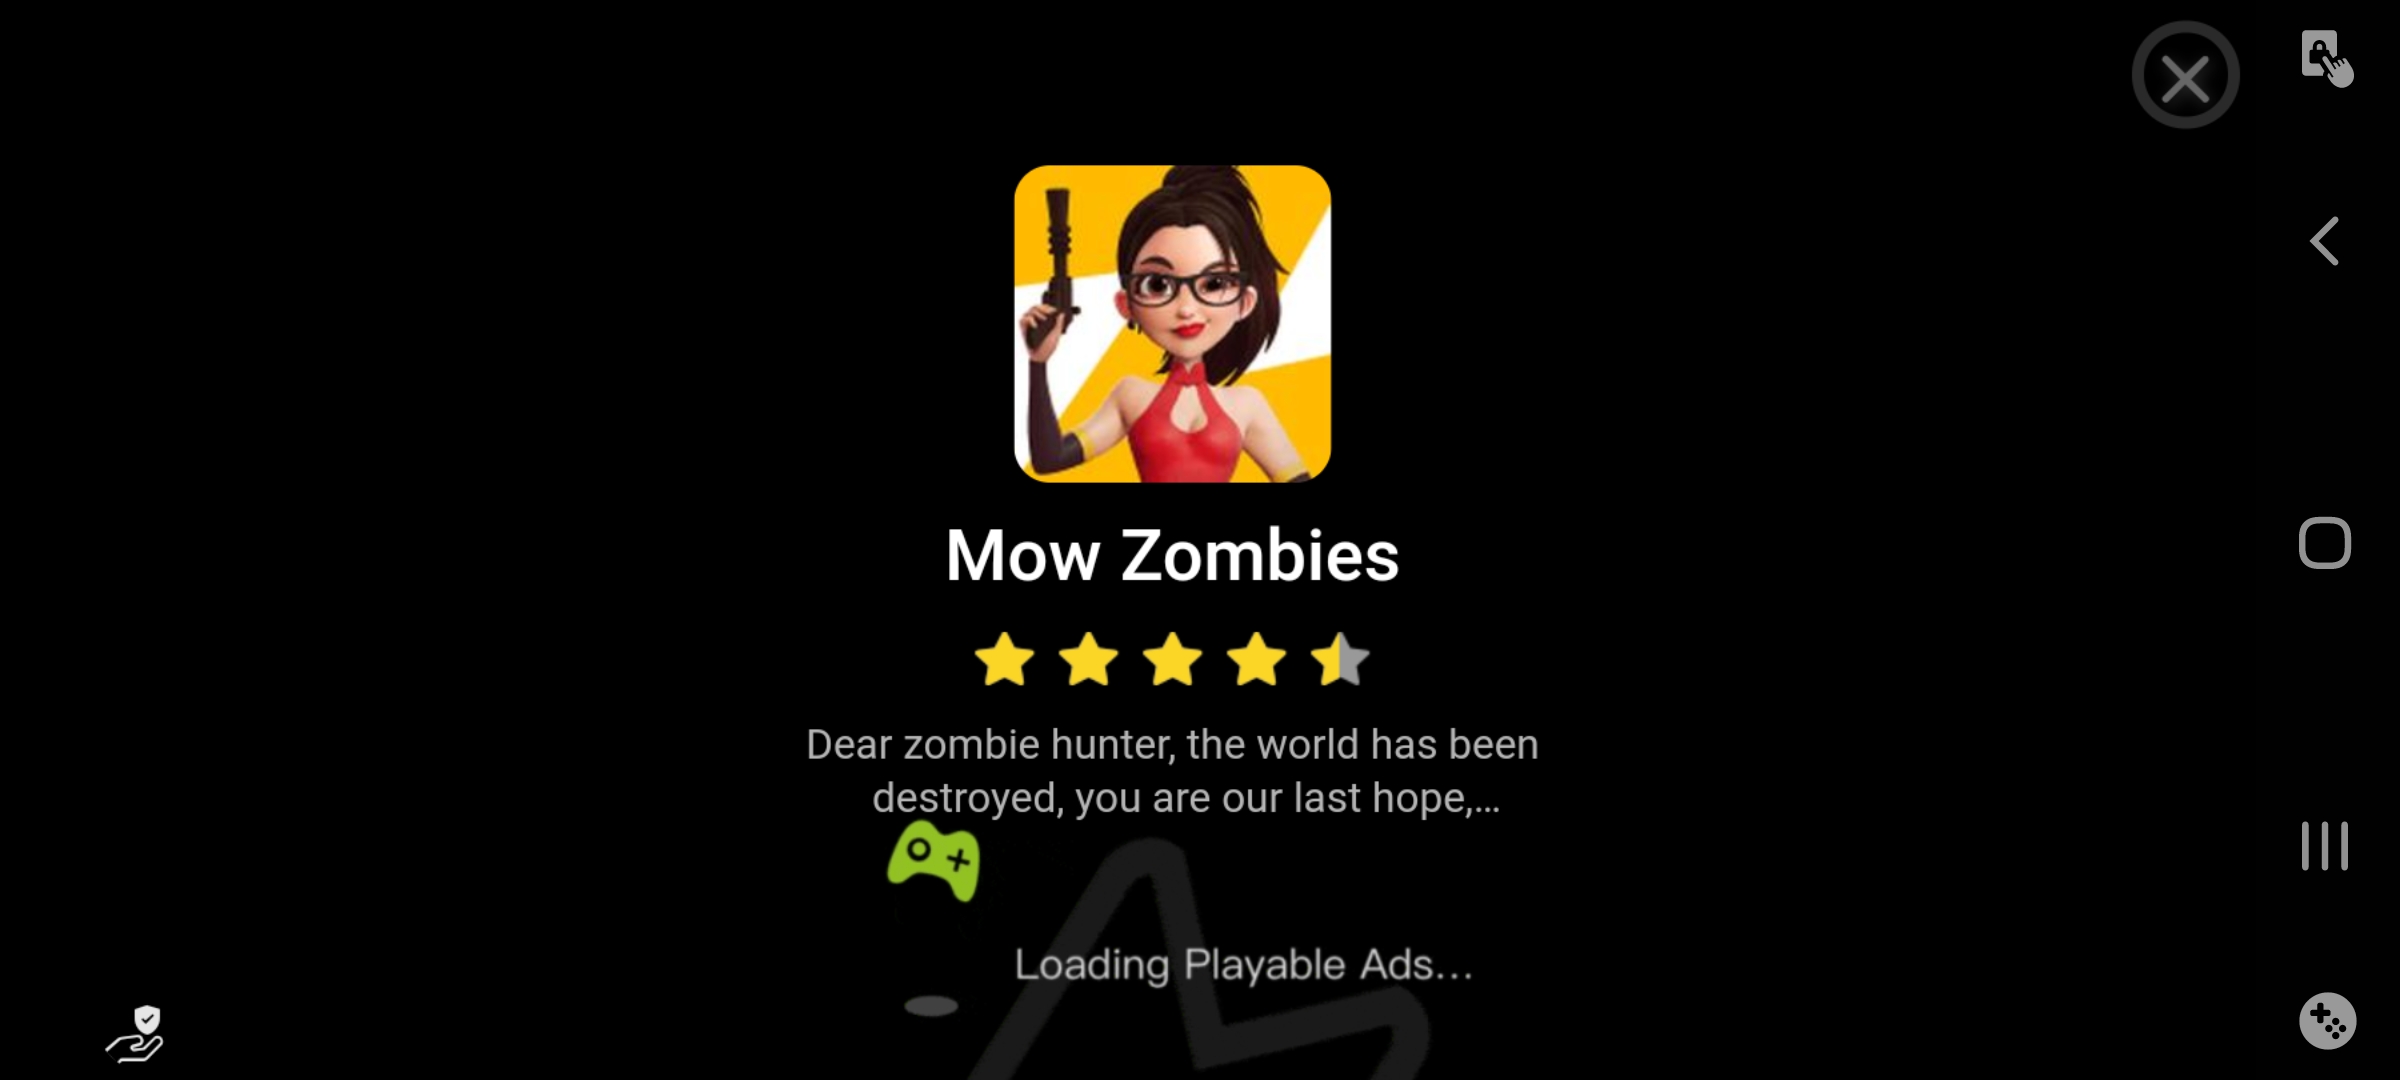 Mow Zombies
Dear zombie hunter, the world has been
destroyed, you are our last hope,...
Loading Playable Ads...